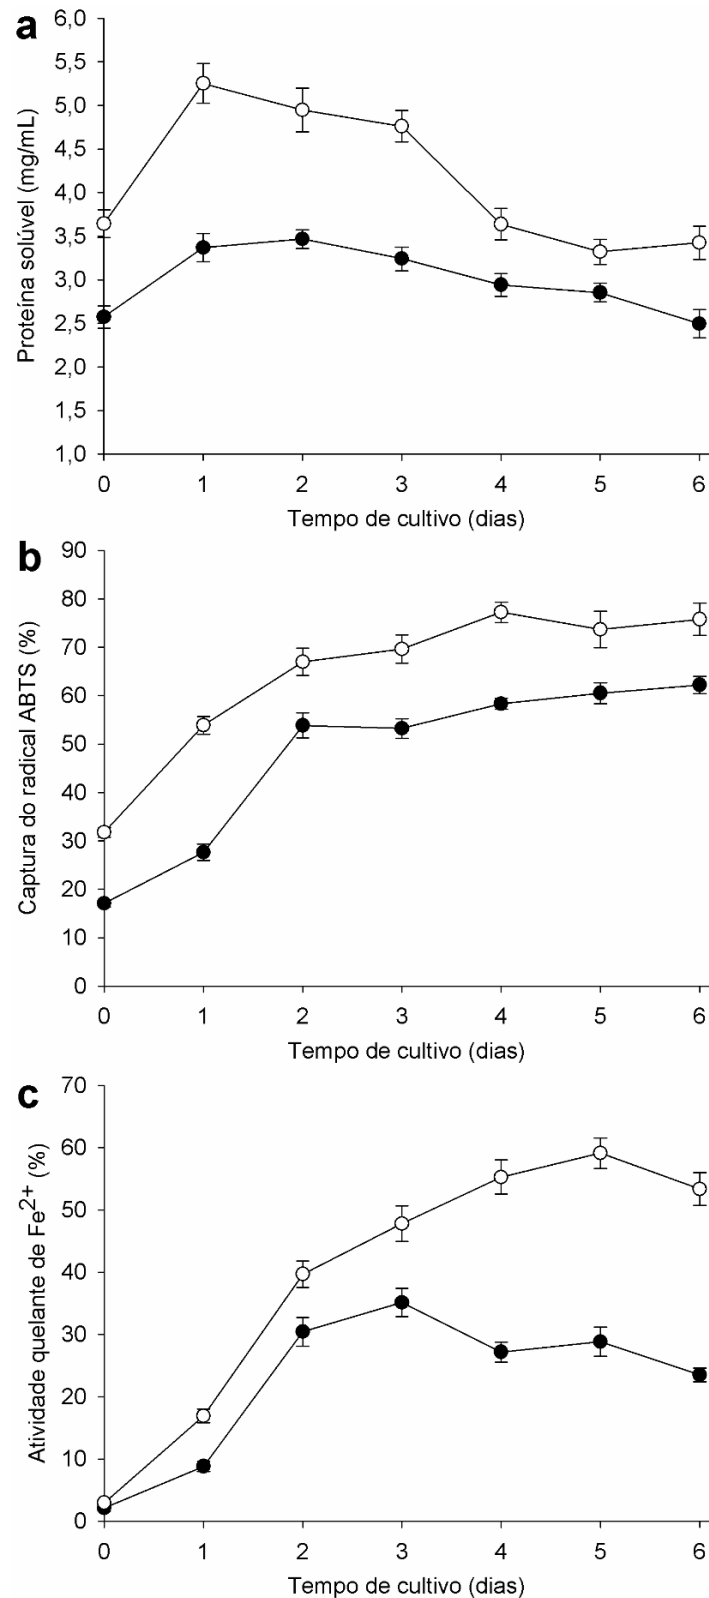 a
Proteína solúvel (mg/mL)
6,0
5,5
5,0
4,5
4,0
3,5
3,0
2,5
2,0
1,5
1,0
0 1 2 3 4 5 6
Tempo de cultivo (dias)
b
Captura do radical ABTS (%)
90
80
70
60
50
40
30
20
10
0
0 1 2 3 4 5 6
Tempo de cultivo (dias)
c
Atividade quelante de Fe²⁺ (%)
70
60
50
40
30
20
10
0
0 1 2 3 4 5 6
Tempo de cultivo (dias)